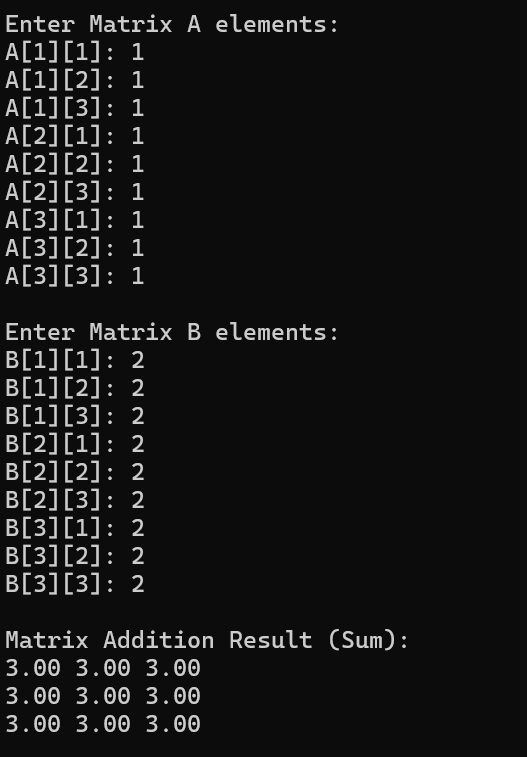 Enter Matrix A elements:
A[1][1]: 1
A[1][2]: 1
A[1][3]: 1
A[2][1]: 1
A[2][2]: 1
A[2][3]: 1
A[3][1]: 1
A[3][2]: 1
A[3][3]: 1

Enter Matrix B elements:
B[1][1]: 2
B[1][2]: 2
B[1][3]: 2
B[2][1]: 2
B[2][2]: 2
B[2][3]: 2
B[3][1]: 2
B[3][2]: 2
B[3][3]: 2

Matrix Addition Result (Sum):
3.00 3.00 3.00
3.00 3.00 3.00
3.00 3.00 3.00